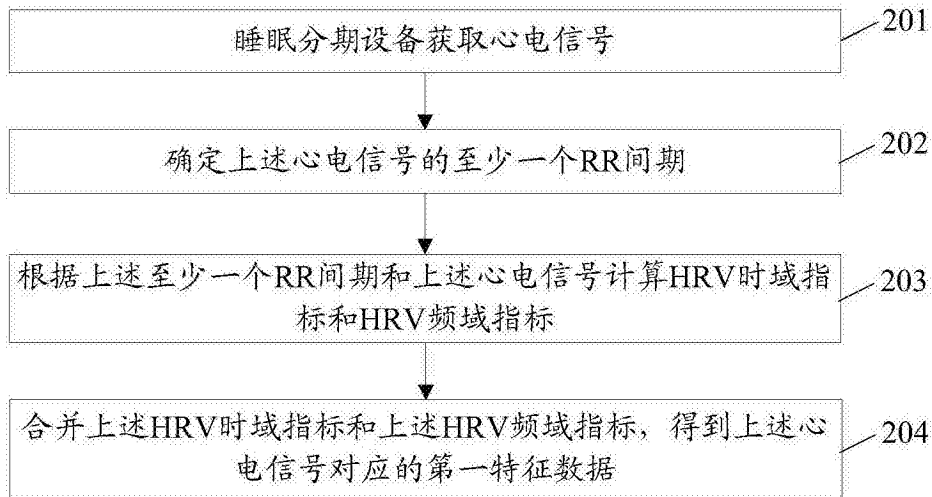 睡眠分期设备获取心电信号
201
确定上述心电信号的至少一个RR间期
202
根据上述至少一个RR间期和上述心电信号计算HRV时域指
标和HRV频域指标
203
合并上述HRV时域指标和上述HRV频域指标，得到上述心
电信号对应的第一特征数据
204